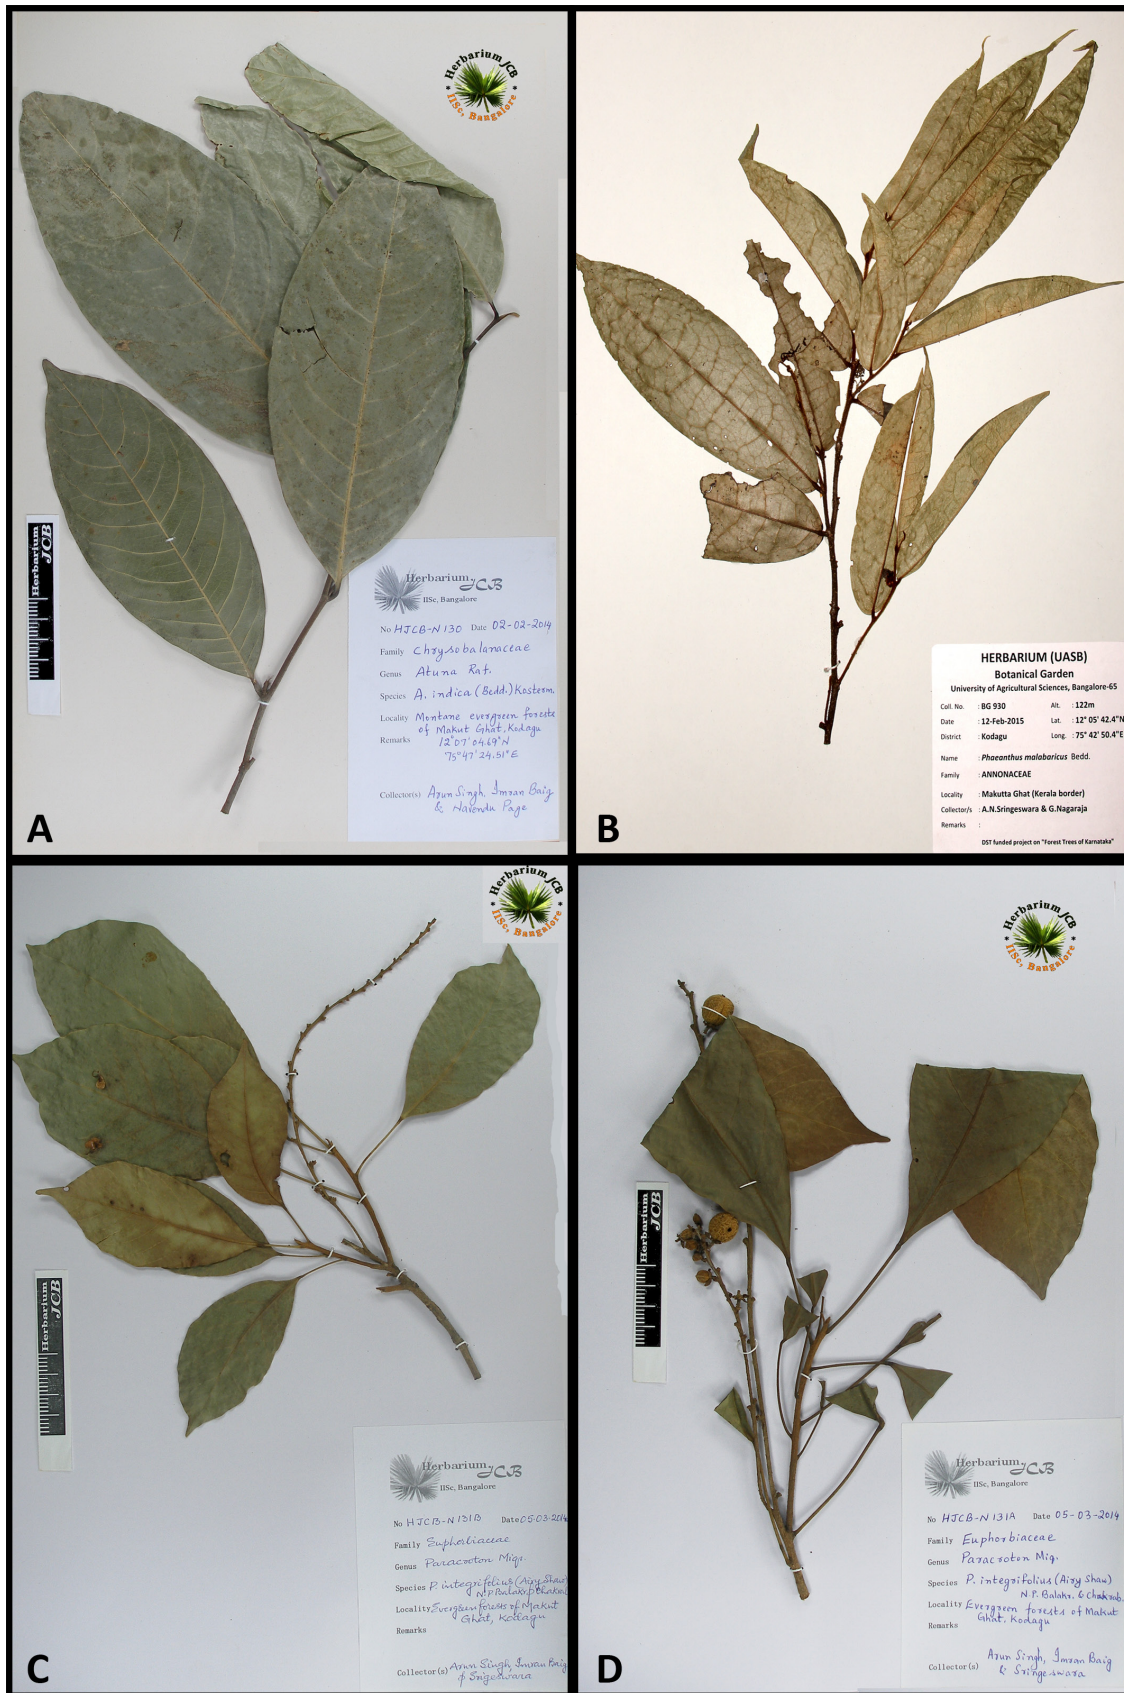 Herbarium JCB
IISc, Bangalore
Herbarium
JCB
Herbarium
JCB
IISc, Bangalore
No HJCB-N130 Date 02-02-2014
Family Chrysobalanaceae
Genus Atuna Raf.
Species A. indica (Bedd.) Kosterm.
Locality Montane evergreen forests
of Makut Ghat, Kodagu
Remarks 12°07'04.69"N
75°47'24.51"E
Collector(s) Arun Singh, Imran Baig
& Navendu Page
A
HERBARIUM (UASB)
Botanical Garden
University of Agricultural Sciences, Bangalore-65
Coll. No. : BG 930 Alt. : 122m
Date : 12-Feb-2015 Lat. : 12° 05' 42.4"N
District : Kodagu Long. : 75° 42' 50.4"E
Name : Phaeanthus malabaricus Bedd.
Family : ANNONACEAE
Locality : Makutta Ghat (Kerala border)
Collector/s : A.N.Sringeswara & G.Nagaraja
Remarks :
DST funded project on "Forest Trees of Karnataka"
B
Herbarium JCB
IISc, Bangalore
Herbarium
JCB
Herbarium
JCB
IISc, Bangalore
No HJCB-N131B Date 05-03-2014
Family Euphorbiaceae
Genus Paracroton Miq.
Species P. integrifolius (Airy Shaw)
N.P. Balakr. & Chakrab.
Locality Evergreen forests of Makut
Ghat, Kodagu
Remarks
Collector(s) Arun Singh, Imran Baig
& Srigeswara
C
Herbarium JCB
IISc, Bangalore
Herbarium
JCB
Herbarium
JCB
IISc, Bangalore
No HJCB-N131A Date 05-03-2014
Family Euphorbiaceae
Genus Paracroton Miq.
Species P. integrifolius (Airy Shaw)
N.P. Balakr. & Chakrab.
Locality Evergreen forests of Makut
Ghat, Kodagu
Remarks
Collector(s) Arun Singh, Imran Baig
& Sringeswara
D